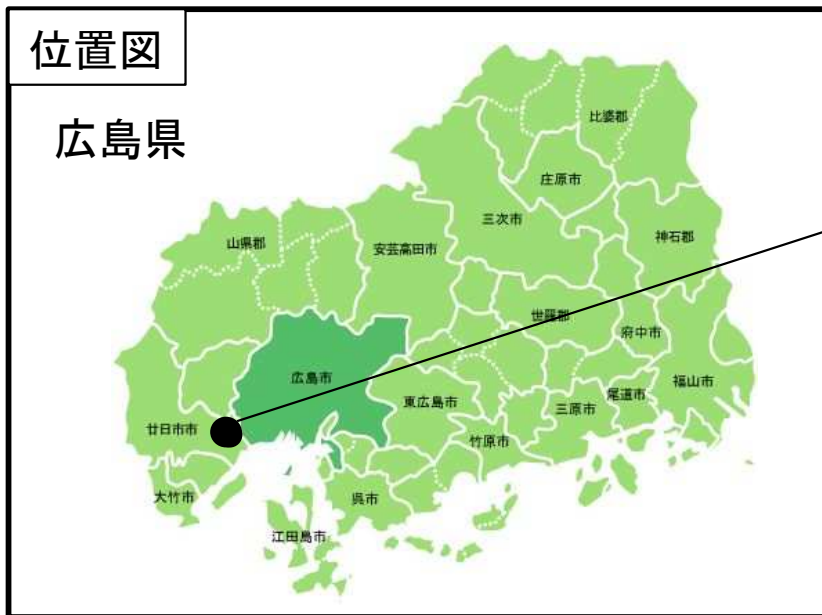 位置図
広島県
比婆郡
庄原市
三次市
神石郡
山県郡
安芸高田市
世羅郡
府中市
広島市
福山市
尾道市
東広島市
三原市
廿日市市
竹原市
大竹市
呉市
江田島市